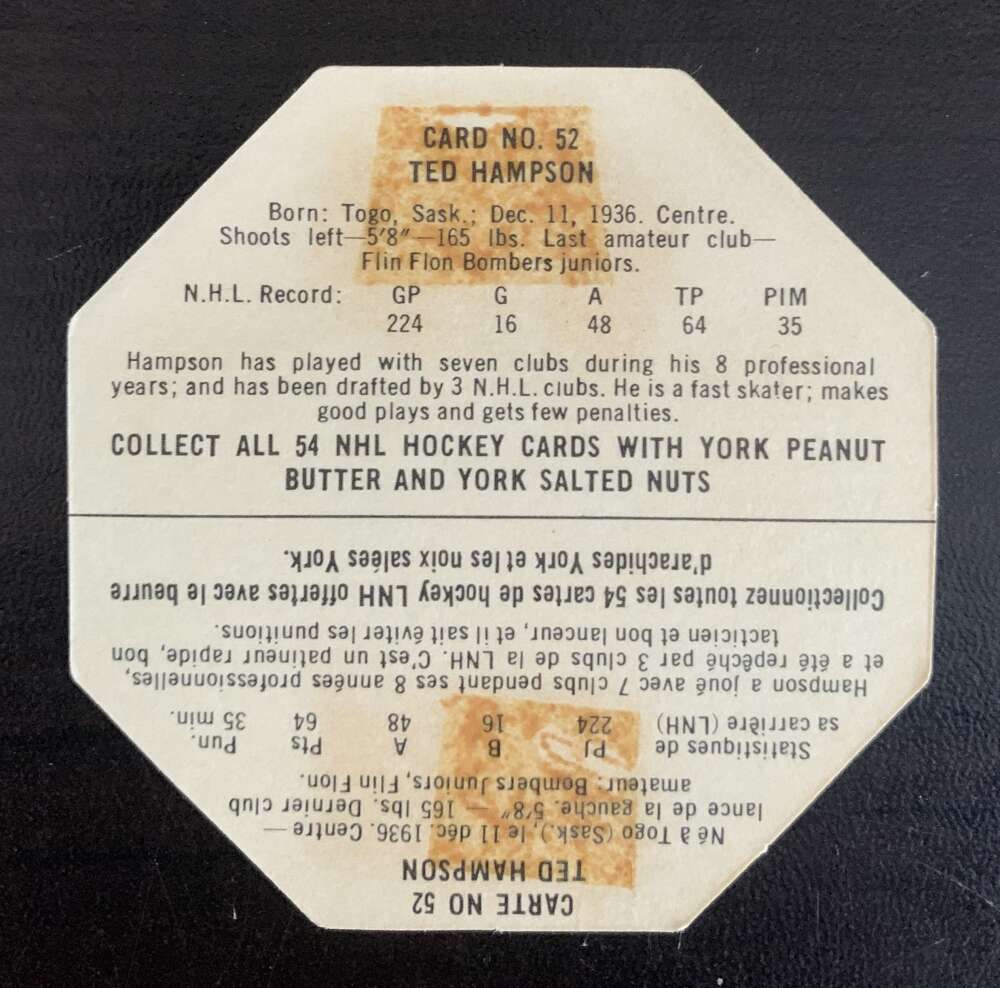 CARD NO. 52
TED HAMPSON
Born: Togo, Sask.; Dec. 11, 1936. Centre.
Shoots left—5'8"—165 lbs. Last amateur club—
Flin Flon Bombers juniors.
N.H.L. Record: GP G A TP PIM
224 16 48 64 35
Hampson has played with seven clubs during his 8 professional
years; and has been drafted by 3 N.H.L. clubs. He is a fast skater; makes
good plays and gets few penalties.
COLLECT ALL 54 NHL HOCKEY CARDS WITH YORK PEANUT
BUTTER AND YORK SALTED NUTS
CARTE NO 52
TED HAMPSON
Né à Togo (Sask.), le 11 déc. 1936. Centre —
lance de la gauche. 5'8" — 165 lbs. Dernier club
amateur: Bombers Juniors, Flin Flon.
Statistiques de PJ B A Pts Pun.
sa carrière (LNH) 224 16 48 64 35 min.
Hampson a joué avec 7 clubs pendant ses 8 années professionnelles,
et a été repêché par 3 clubs de la LNH. C'est un patineur rapide, bon
tacticien et bon lanceur, et il sait éviter les punitions.
Collectionnez toutes les 54 cartes de hockey LNH offertes avec le beurre
d'arachides York et les noix salées York.